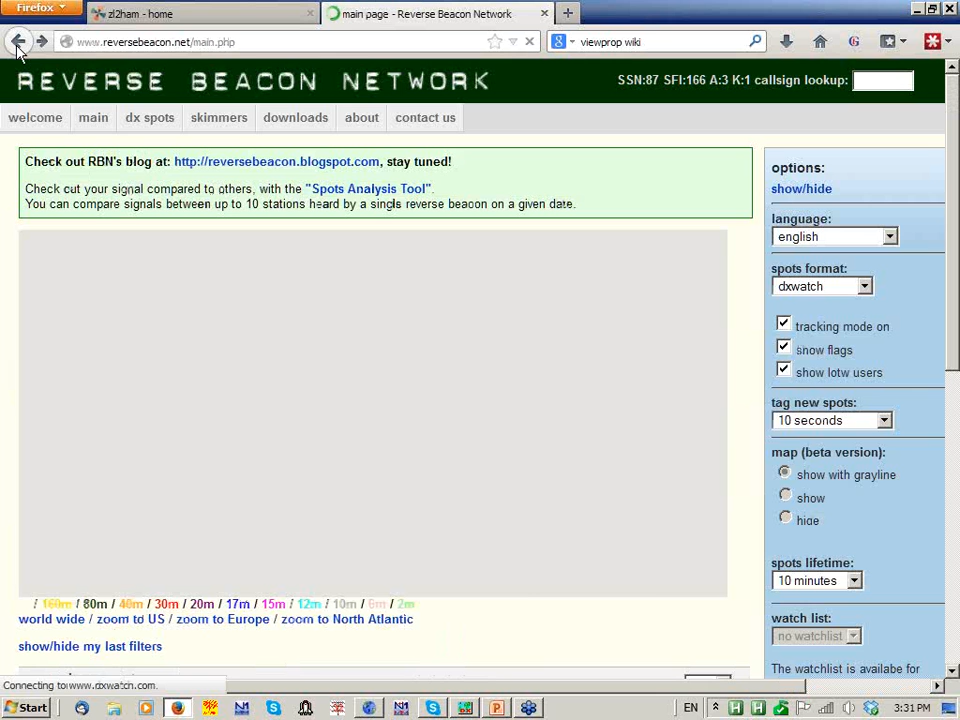 Firefox
zl2ham - home
main page - Reverse Beacon Network
www.reversebeacon.net/main.php
viewprop wiki
REVERSE BEACON NETWORK
SSN:87 SFI:166 A:3 K:1 callsign lookup:
welcome
main
dx spots
skimmers
downloads
about
contact us
Check out RBN's blog at: http://reversebeacon.blogspot.com, stay tuned!
Check cut your signal compared to others, with the "Spots Analysis Tool".
You can compare signals between up to 10 stations heard by a singls reverse beacon on a given date.
options:
show/hide
language:
english
spots format:
dxwatch
tracking mode on
show flags
show lotw users
tag new spots:
10 seconds
map (beta version):
show with grayline
show
hige
spots lifetime:
10 minutes
watch list:
no watchlist
The watchlist is availabe for
/ 160m / 80m / 40m / 30m / 20m / 17m / 15m / 12m / 10m / 6m / 2m
world wide / zoom to US / zoom to Europe / zoom to North Atlantic
show/hide my last filters
Connecting to www.dxwatch.com.
Start
EN
3:31 PM